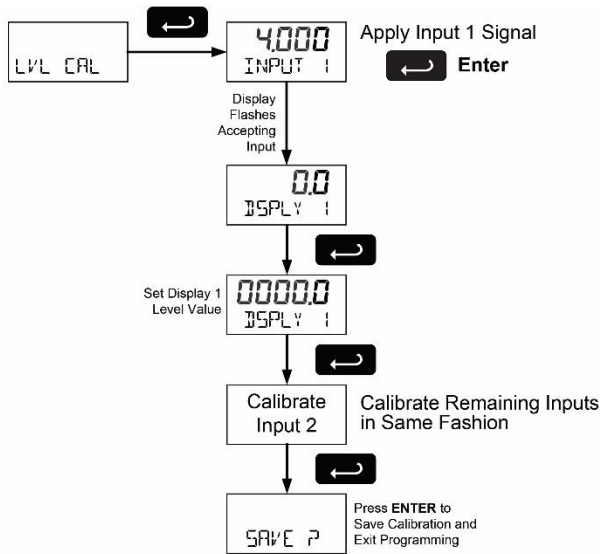 LVL CAL
4.000
INPUT 1
Apply Input 1 Signal
Enter
Display
Flashes
Accepting
Input
0.0
DSPLY 1
Set Display 1
Level Value
0000.0
DSPLY 1
Calibrate
Input 2
Calibrate Remaining Inputs
in Same Fashion
SAVE ?
Press ENTER to
Save Calibration and
Exit Programming